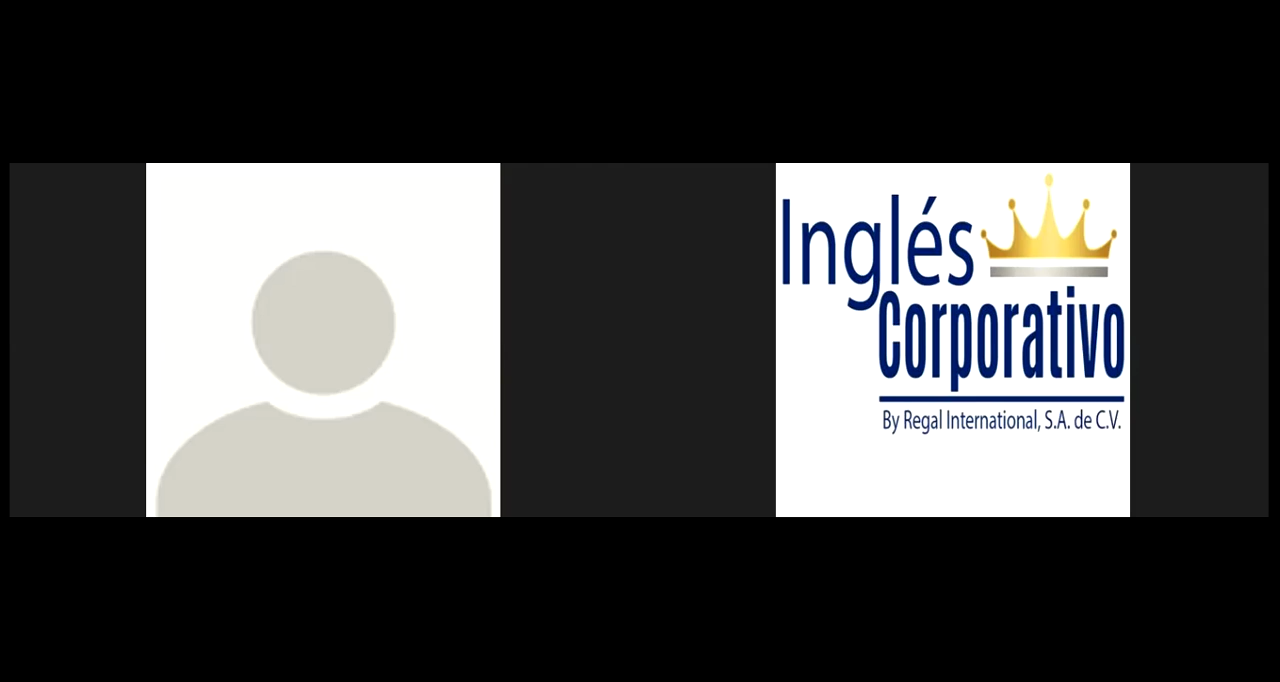 Inglés
Corporativo
By Regal International, S.A. de C.V.